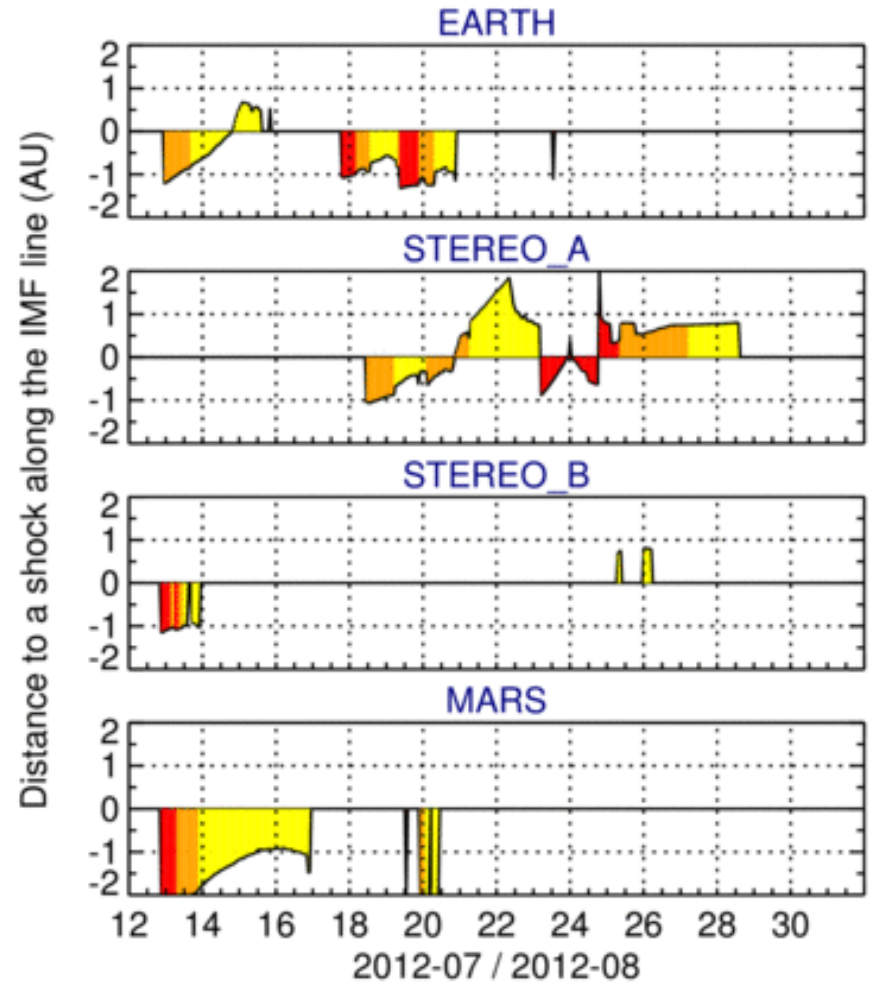 EARTH
2
1
0
-1
-2
STEREO_A
2
1
0
-1
-2
STEREO_B
2
1
0
-1
-2
MARS
2
1
0
-1
-2
Distance to a shock along the IMF line (AU)
12 14 16 18 20 22 24 26 28 30
2012-07 / 2012-08